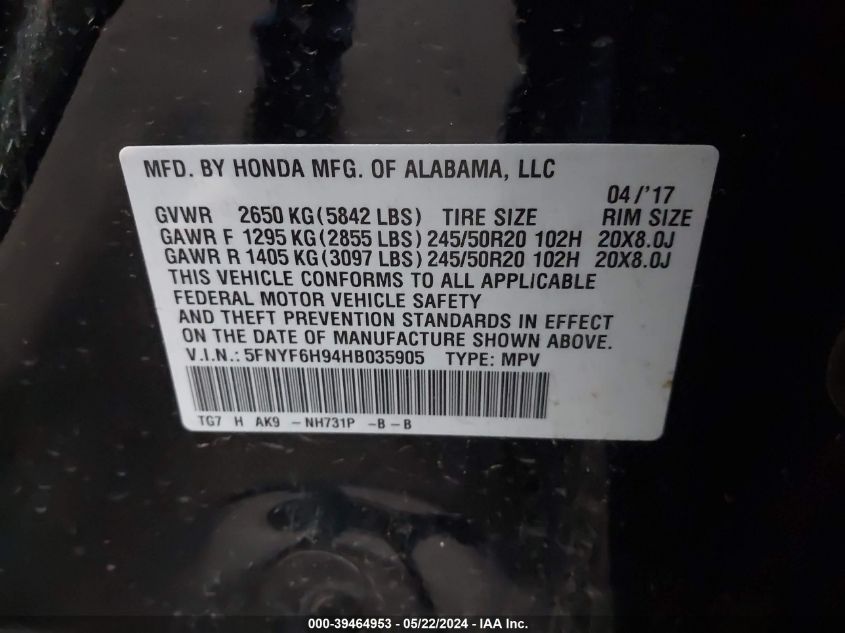 MFD. BY HONDA MFG. OF ALABAMA, LLC
04/'17
GVWR 2650 KG(5842 LBS) TIRE SIZE RIM SIZE
GAWR F 1295 KG(2855 LBS) 245/50R20 102H 20X8.0J
GAWR R 1405 KG(3097 LBS) 245/50R20 102H 20X8.0J
THIS VEHICLE CONFORMS TO ALL APPLICABLE
FEDERAL MOTOR VEHICLE SAFETY
AND THEFT PREVENTION STANDARDS IN EFFECT
ON THE DATE OF MANUFACTURE SHOWN ABOVE.
V.I.N.: 5FNYF6H94HB035905 TYPE: MPV
TG7 H AK9 -NH731P -B-B
000-39464953 - 05/22/2024 - IAA Inc.